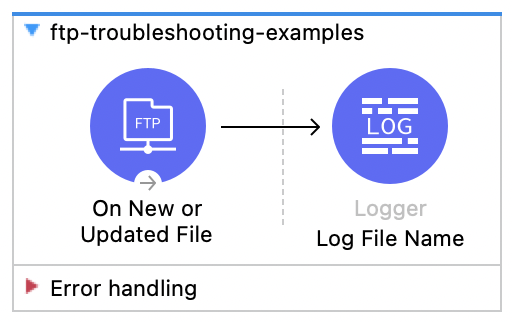 ftp-troubleshooting-examples
FTP
LOG
On New or
Updated File
Logger
Log File Name
Error handling